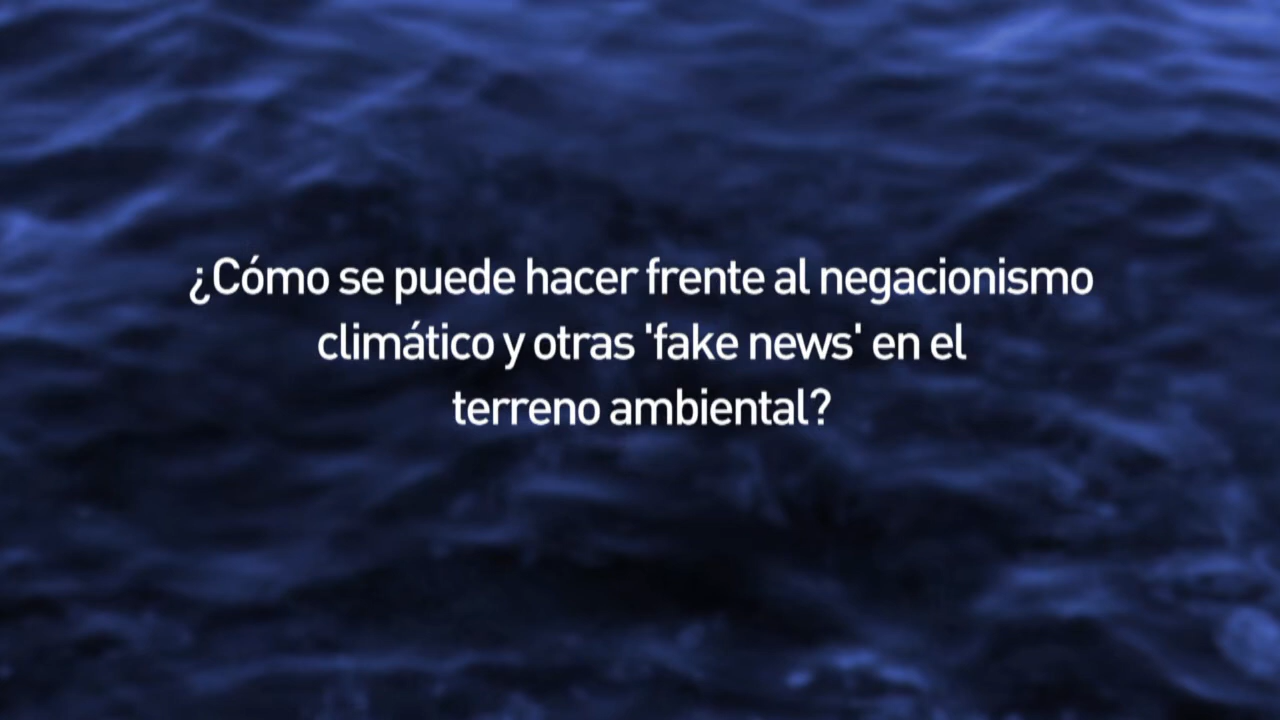 ¿Cómo se puede hacer frente al negacionismo
climático y otras 'fake news' en el
terreno ambiental?